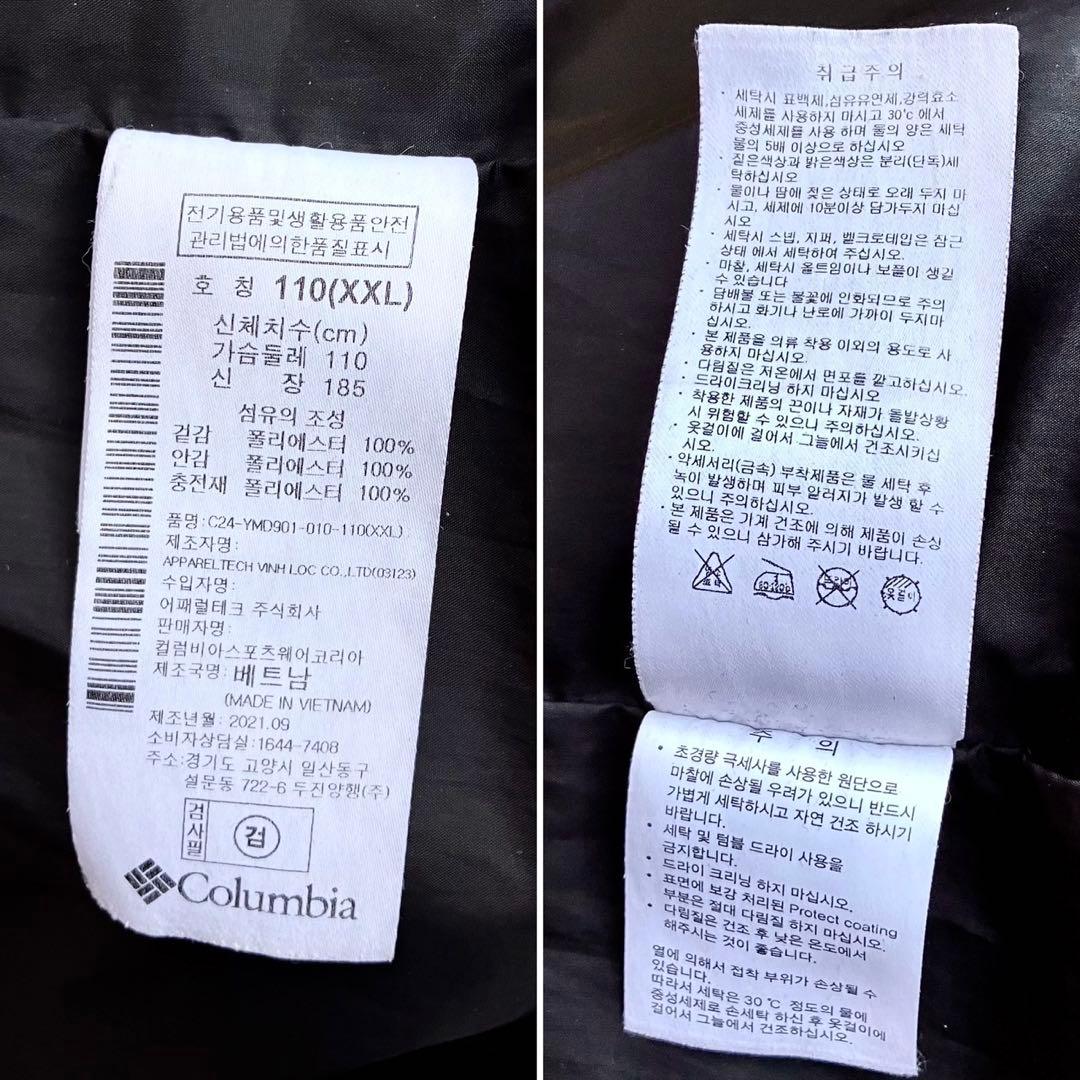 전기용품및생활용품안전
관리법에의한품질표시
호 칭 110(XXL)
신체치수(cm)
가슴둘레 110
신 장 185
섬유의 조성
겉감 폴리에스터 100%
안감 폴리에스터 100%
충전재 폴리에스터 100%
품명:C24-YMD901-010-110(XXL)
제조자명:
APPARELTECH VINH LOC CO.,LTD(03123)
수입자명:
어패럴테크 주식회사
판매자명:
컬럼비아스포츠웨어코리아
제조국명: 베트남
(MADE IN VIETNAM)
제조년월: 2021.09
소비자상담실:1644-7408
주소:경기도 고양시 일산동구
설문동 722-6 두진양행(주)
검사필
검
Columbia
취급주의
· 세탁시 표백제,섬유유연제,강력효소
세제를 사용하지 마시고 30℃ 에서
중성세제를 사용 하며 물의 양은 세탁
물의 5배 이상으로 하십시오
· 짙은색상과 밝은색상은 분리(단독)세
탁하십시오
· 물이나 땀에 젖은 상태로 오래 두지 마
시고, 세제에 10분이상 담가두지 마십
시오
· 세탁시 스냅, 지퍼, 벨크로테입은 잠근
상태 에서 세탁하여 주십시오.
· 마찰, 세탁시 올트임이나 보풀이 생길
수 있습니다
· 담배불 또는 불꽃에 인화되므로 주의
하시고 화기나 난로에 가까이 두지마
십시오.
· 본 제품을 의류 착용 이외의 용도로 사
용하지 마십시오.
· 다림질은 저온에서 면포를 깔고하십시오.
· 드라이크리닝 하지 마십시오
· 착용한 제품의 끈이나 자재가 돌발상황
시 위험할 수 있으니 주의하십시오.
· 옷걸이에 걸어서 그늘에서 건조시키십
시오.
· 악세서리(금속) 부착제품은 물 세탁 후
녹이 발생하며 피부 알러지가 발생 할 수
있으니 주의하십시오.
· 본 제품은 기계 건조에 의해 제품이 손상
될 수 있으니 삼가해 주시기 바랍니다.
옷걸이
주 의
• 초경량 극세사를 사용한 원단으로
마찰에 손상될 우려가 있으니 반드시
가볍게 세탁하시고 자연 건조 하시기
바랍니다.
• 세탁 및 텀블 드라이 사용을
금지합니다.
• 드라이 크리닝 하지 마십시오.
• 표면에 보강 처리된 Protect coating
부분은 절대 다림질 하지 마십시오.
• 다림질은 건조 후 낮은 온도에서
해주시는 것이 좋습니다.
열에 의해서 접착 부위가 손상될 수
있습니다.
따라서 세탁은 30 ℃ 정도의 물에
중성세제로 손세탁 하신 후 옷걸이에
걸어서 그늘에서 건조하십시오.